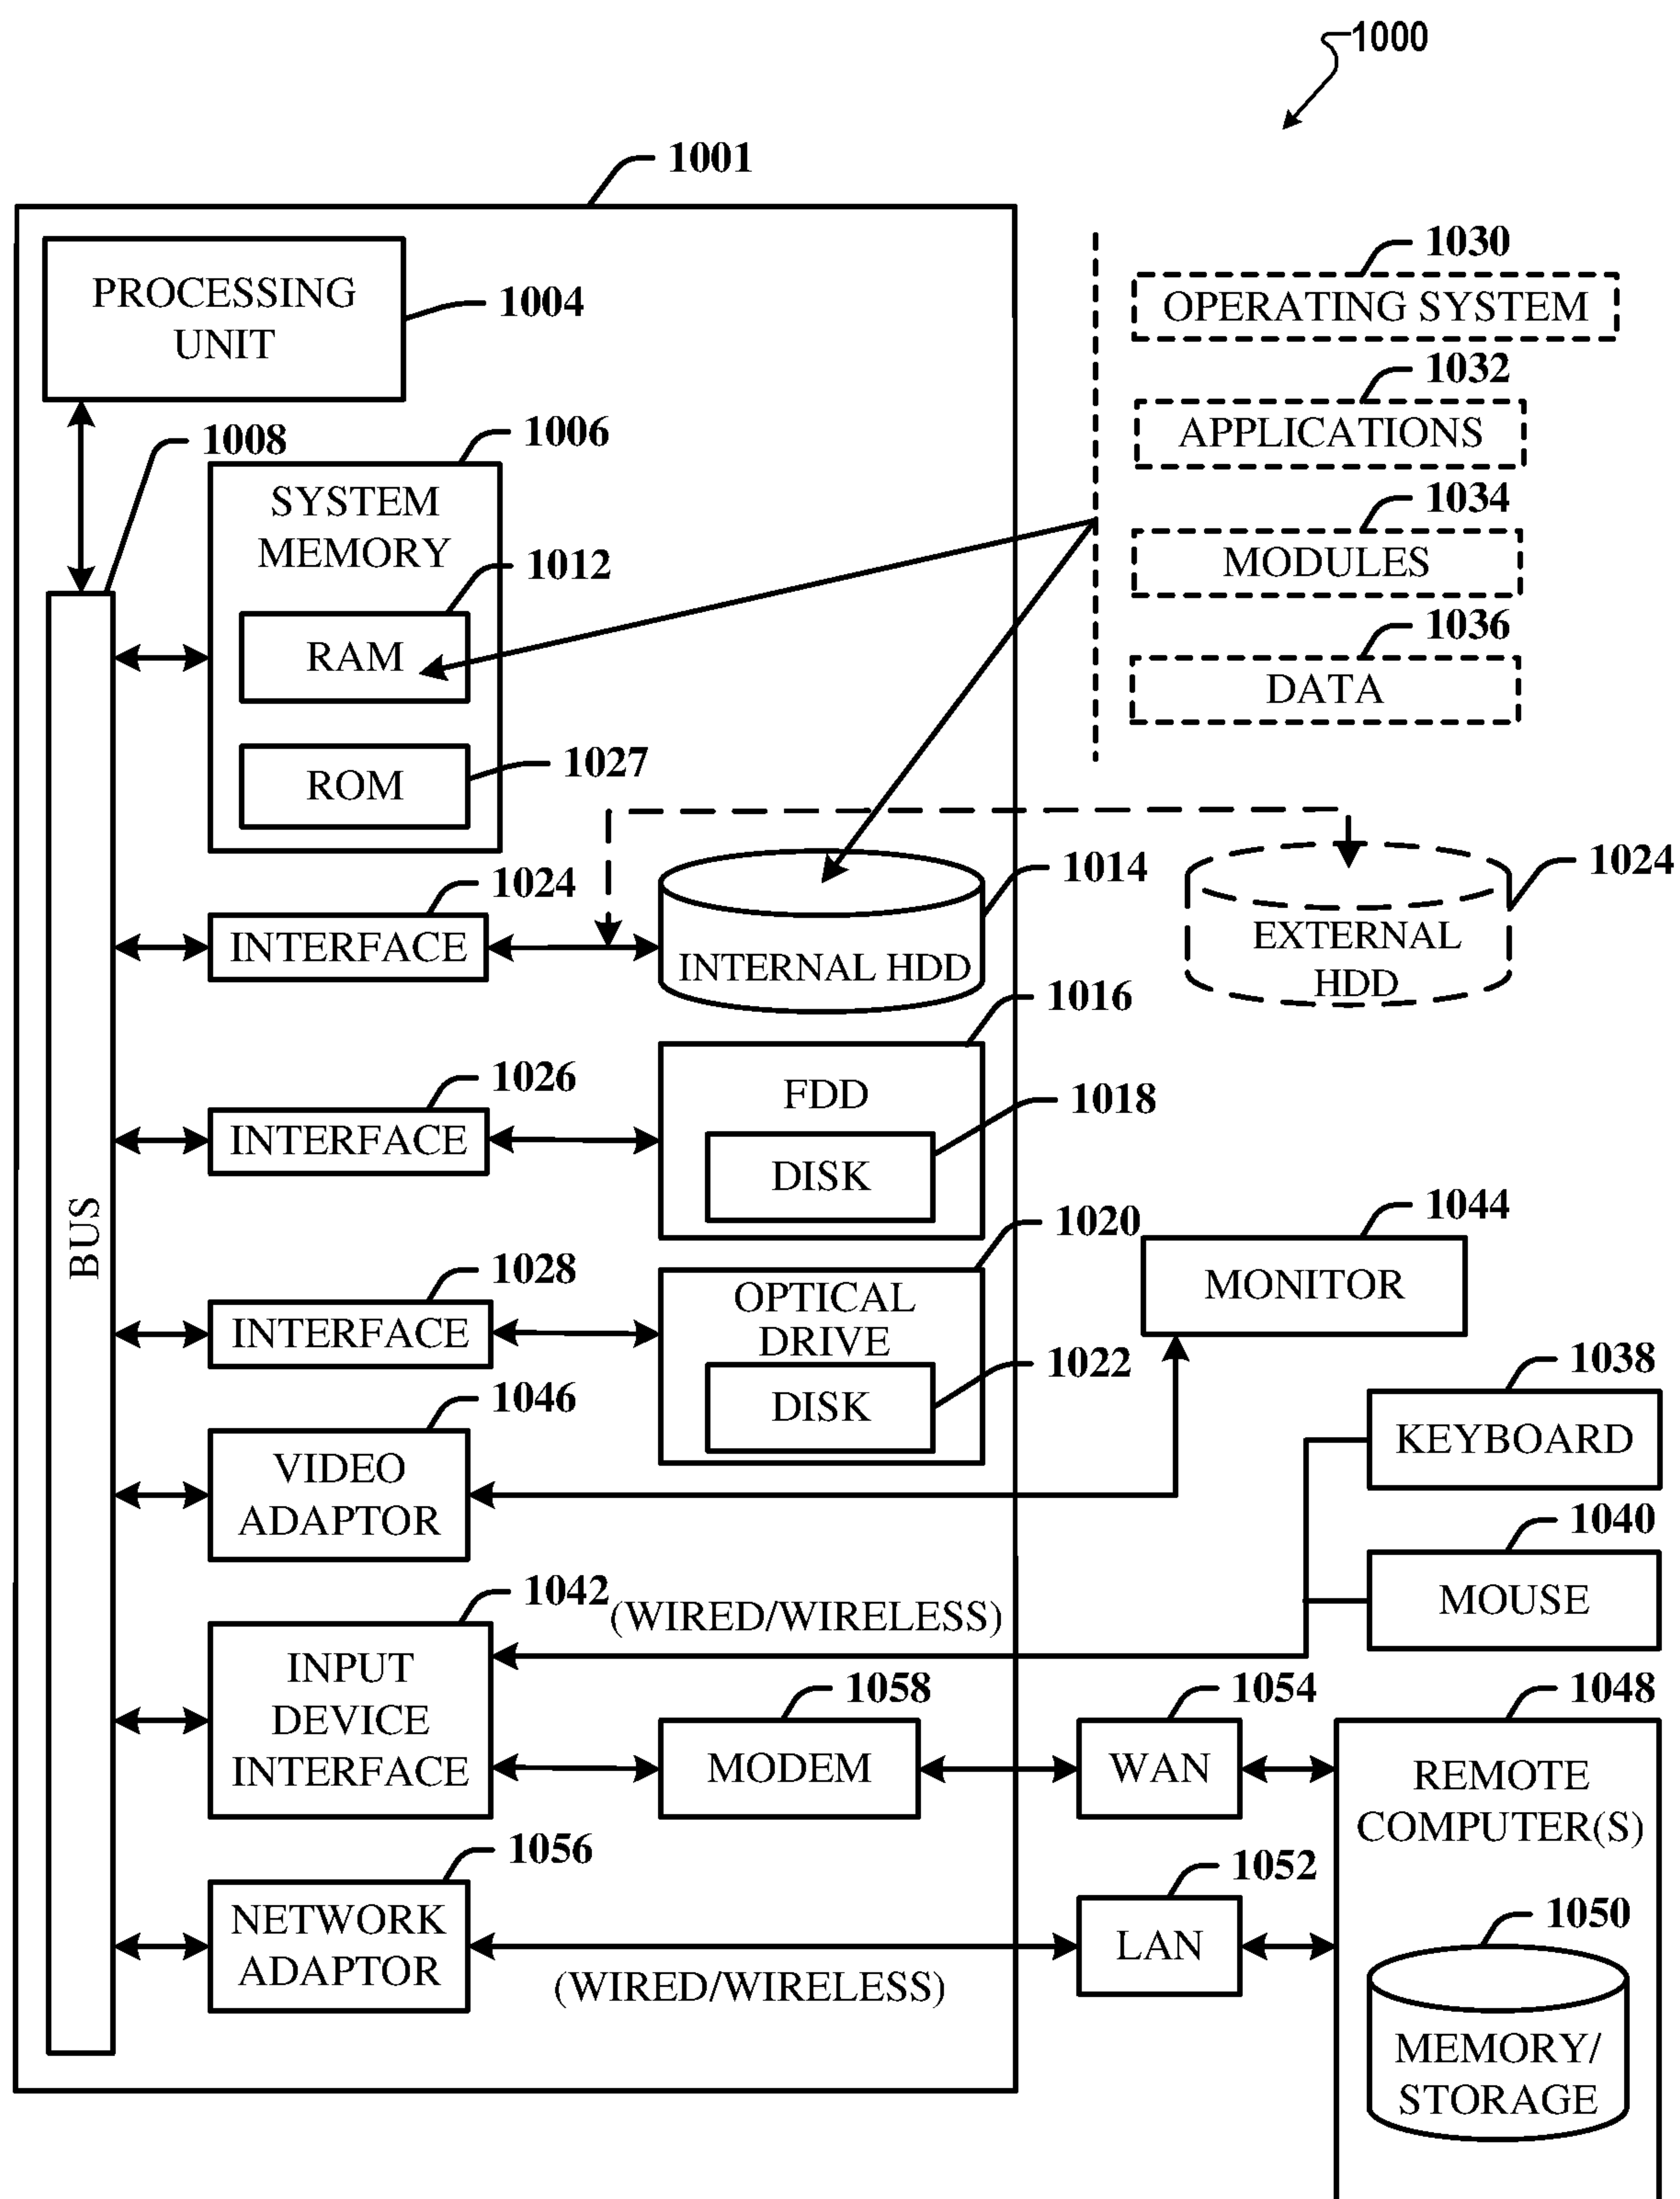 1000
1001
PROCESSING
UNIT
1004
1030
OPERATING SYSTEM
1032
APPLICATIONS
1034
MODULES
1036
DATA
1008
1006
SYSTEM
MEMORY
1012
RAM
ROM
1027
1024
INTERFACE
1014
INTERNAL HDD
1024
EXTERNAL
HDD
1026
INTERFACE
1016
FDD
1018
DISK
BUS
1028
INTERFACE
1020
OPTICAL
DRIVE
1022
DISK
1044
MONITOR
1046
VIDEO
ADAPTOR
1038
KEYBOARD
1040
MOUSE
1042
(WIRED/WIRELESS)
INPUT
DEVICE
INTERFACE
1058
MODEM
1054
WAN
1048
REMOTE
COMPUTER(S)
1056
NETWORK
ADAPTOR
(WIRED/WIRELESS)
1052
LAN
1050
MEMORY/
STORAGE